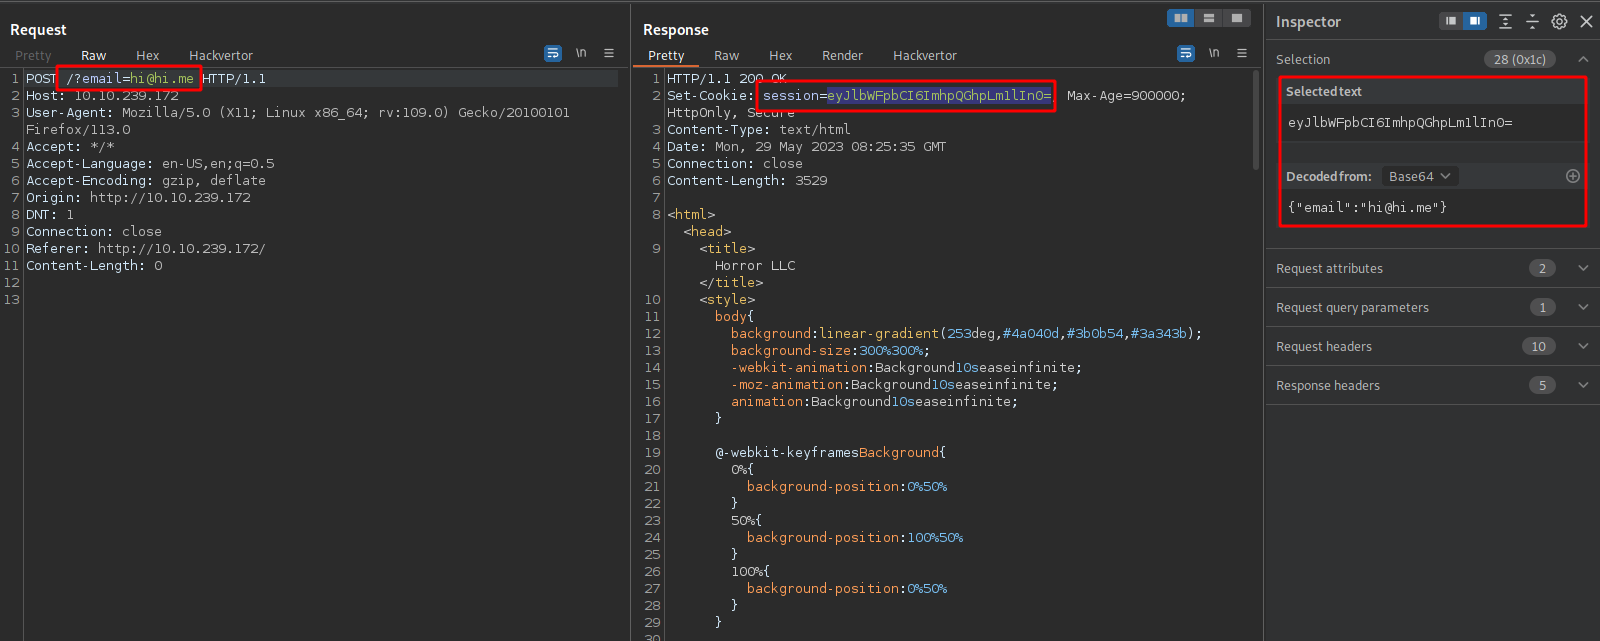 Request
Pretty Raw Hex Hackvertor \n
1 POST /?email=hi@hi.me HTTP/1.1
2 Host: 10.10.239.172
3 User-Agent: Mozilla/5.0 (X11; Linux x86_64; rv:109.0) Gecko/20100101
Firefox/113.0
4 Accept: */*
5 Accept-Language: en-US,en;q=0.5
6 Accept-Encoding: gzip, deflate
7 Origin: http://10.10.239.172
8 DNT: 1
9 Connection: close
10 Referer: http://10.10.239.172/
11 Content-Length: 0
12
13
Response
Pretty Raw Hex Render Hackvertor \n
1 HTTP/1.1 200 OK
2 Set-Cookie: session=eyJlbWFpbCI6ImhpQGhpLm1lIn0=; Max-Age=900000;
HttpOnly, Secure
3 Content-Type: text/html
4 Date: Mon, 29 May 2023 08:25:35 GMT
5 Connection: close
6 Content-Length: 3529
7
8 <html>
<head>
9 <title>
Horror LLC
</title>
10 <style>
11 body{
12 background:linear-gradient(253deg,#4a040d,#3b0b54,#3a343b);
13 background-size:300%300%;
14 -webkit-animation:Background10seaseinfinite;
15 -moz-animation:Background10seaseinfinite;
16 animation:Background10seaseinfinite;
17 }
18
19 @-webkit-keyframesBackground{
20 0%{
21 background-position:0%50%
22 }
23 50%{
24 background-position:100%50%
25 }
26 100%{
27 background-position:0%50%
28 }
29 }
30
Inspector
Selection 28 (0x1c)
Selected text
eyJlbWFpbCI6ImhpQGhpLm1lIn0=
Decoded from: Base64
{"email":"hi@hi.me"}
Request attributes 2
Request query parameters 1
Request headers 10
Response headers 5